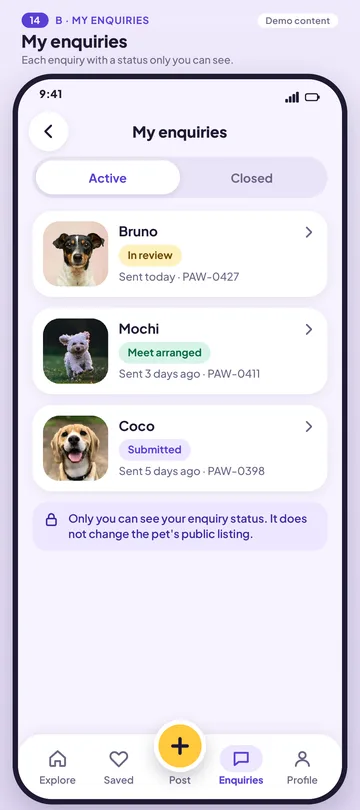 14 B · MY ENQUIRIES Demo content
My enquiries
Each enquiry with a status only you can see.
9:41
My enquiries
Active Closed
Bruno
In review
Sent today · PAW-0427
Mochi
Meet arranged
Sent 3 days ago · PAW-0411
Coco
Submitted
Sent 5 days ago · PAW-0398
Only you can see your enquiry status. It does
not change the pet's public listing.
Explore Saved Post Enquiries Profile